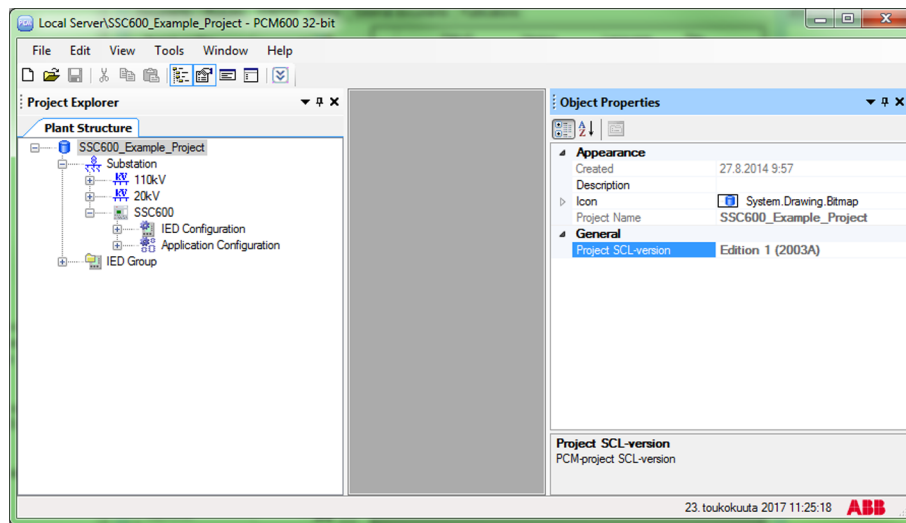 Local Server\SSC600_Example_Project - PCM600 32-bit
File Edit View Tools Window Help
Project Explorer
Plant Structure
SSC600_Example_Project
Substation
110kV
20kV
SSC600
IED Configuration
Application Configuration
IED Group
Object Properties
Appearance
Created 27.8.2014 9:57
Description
Icon System.Drawing.Bitmap
Project Name SSC600_Example_Project
General
Project SCL-version Edition 1 (2003A)
Project SCL-version
PCM-project SCL-version
23. toukokuuta 2017 11:25:18 ABB